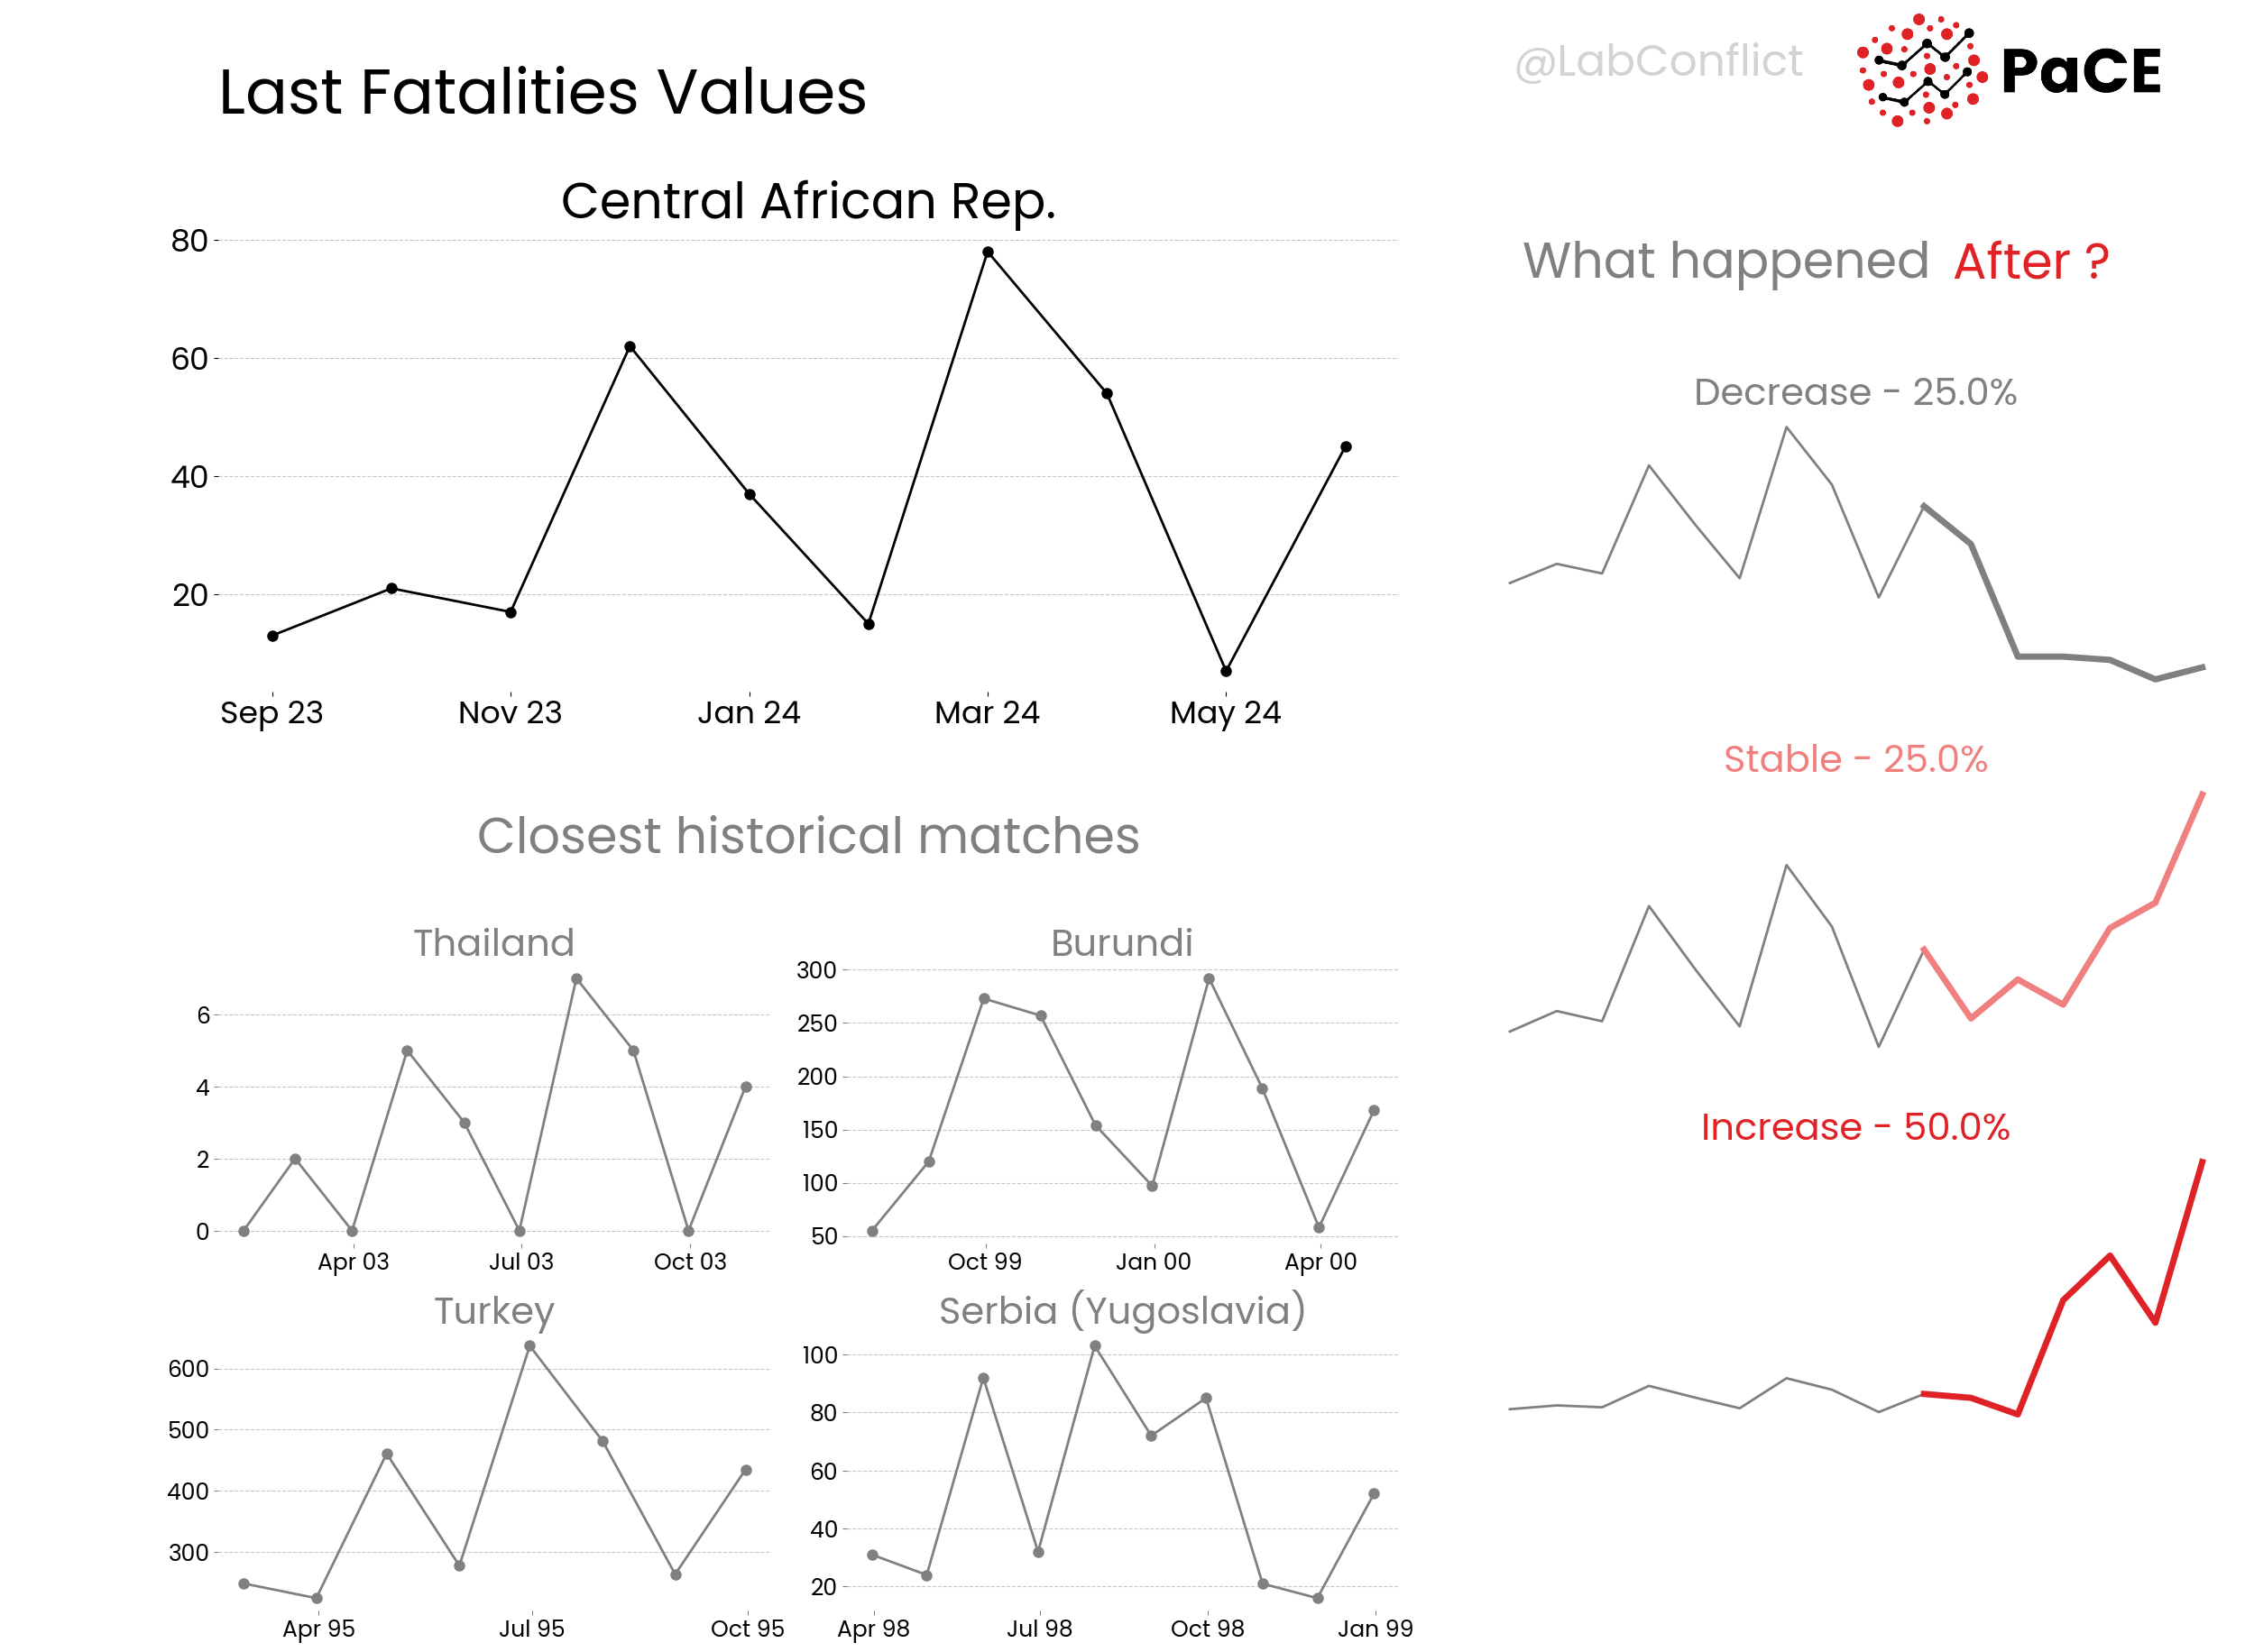 @LabConflict
PaCE
Last Fatalities Values
Central African Rep.
80
60
40
20
Sep 23 Nov 23 Jan 24 Mar 24 May 24
What happened After ?
Decrease - 25.0%
Stable - 25.0%
Increase - 50.0%
Closest historical matches
Thailand
6
4
2
0
Apr 03 Jul 03 Oct 03
Burundi
300
250
200
150
100
50
Oct 99 Jan 00 Apr 00
Turkey
600
500
400
300
Apr 95 Jul 95 Oct 95
Serbia (Yugoslavia)
100
80
60
40
20
Apr 98 Jul 98 Oct 98 Jan 99